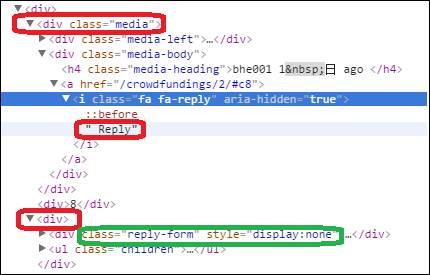 ▼<div>
▼<div class="media">
▶<div class="media-left">…</div>
▼<div class="media-body">
<h4 class="media-heading">bhe001 1&nbsp;日 ago </h4>
▼<a href="/crowdfundings/2/#c8">
▼<i class="fa fa-reply" aria-hidden="true">
::before
" Reply"
</i>
</a>
</div>
</div>
<div>8</div>
▼<div>
▶<div class="reply-form" style="display:none" …</div>
▶<ul class="children">…</ul>
</div>